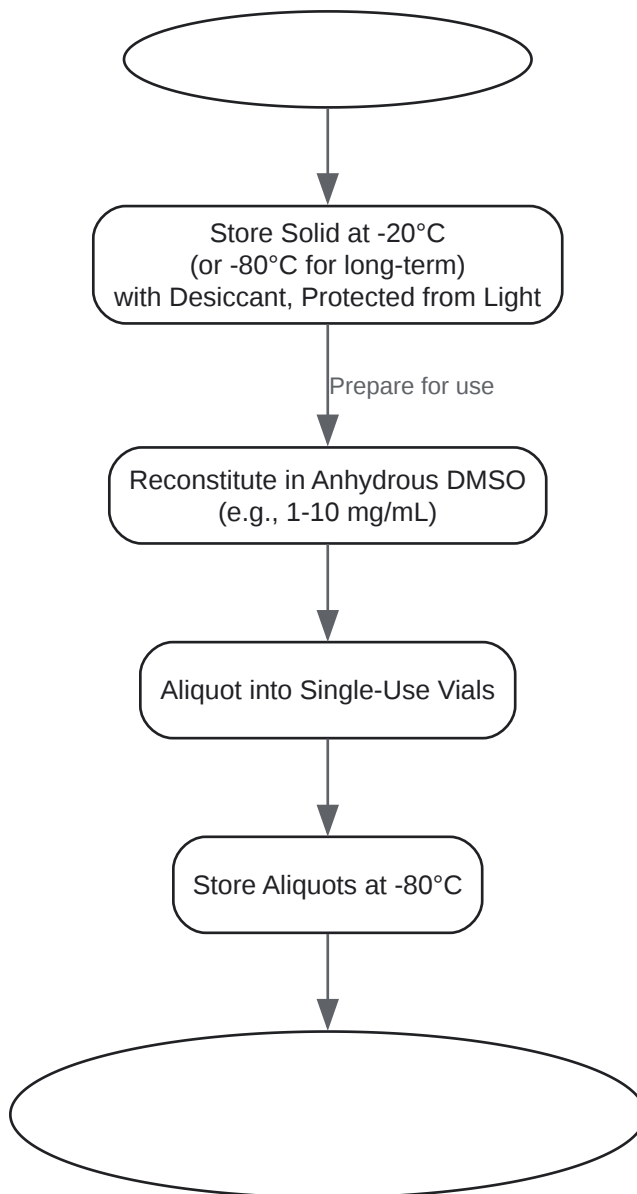 Store Solid at -20°C
(or -80°C for long-term)
with Desiccant, Protected from Light
Prepare for use
Reconstitute in Anhydrous DMSO
(e.g., 1-10 mg/mL)
Aliquot into Single-Use Vials
Store Aliquots at -80°C